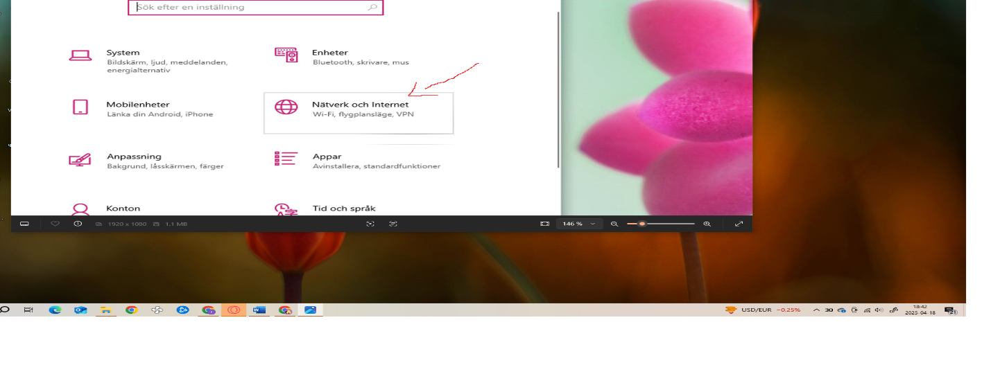 Sök efter en inställning
System
Bildskärm, ljud, meddelanden,
energialternativ
Enheter
Bluetooth, skrivare, mus
Mobilenheter
Länka din Android, iPhone
Nätverk och Internet
Wi-Fi, flygplansläge, VPN
Anpassning
Bakgrund, låsskärmen, färger
Appar
Avinstallera, standardfunktioner
Konton
Tid och språk
1920 x 1080 1.1 MB
146 %
USD/EUR -0.25%
30
18:42
2025-04-18
21